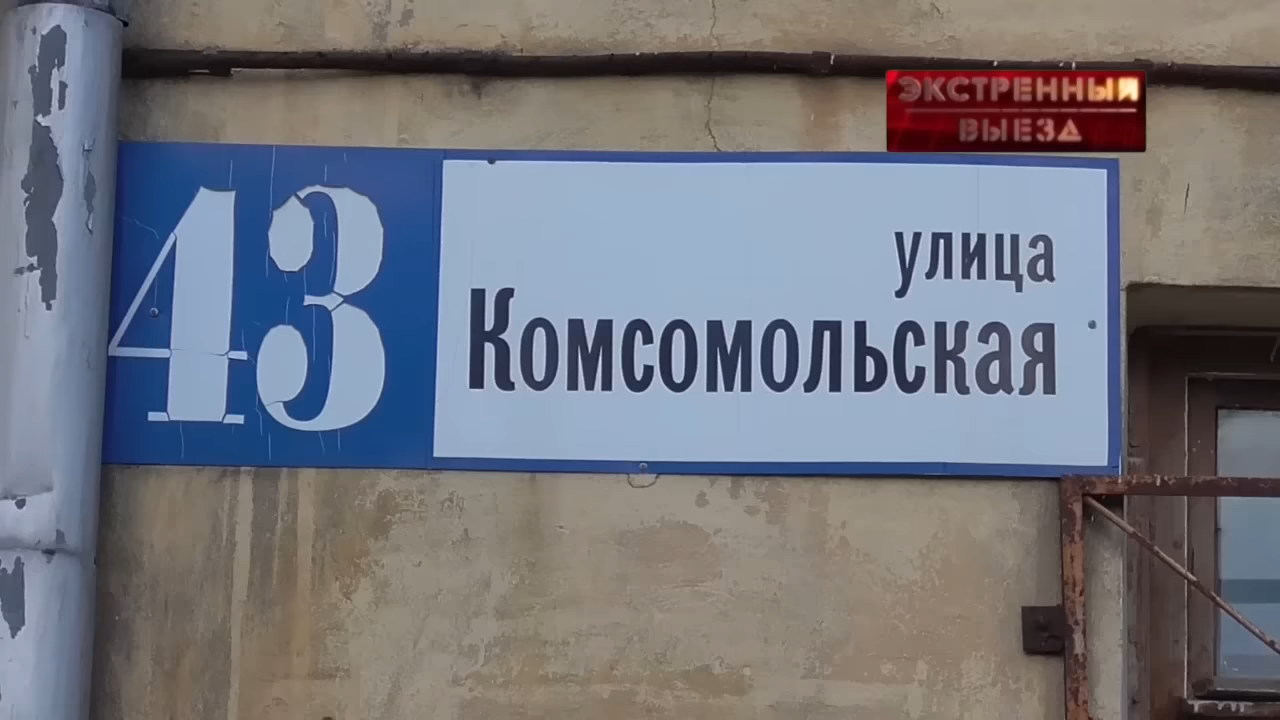 ЭКСТРЕННЫЙ
ВЫЕЗД
43
улица
Комсомольская